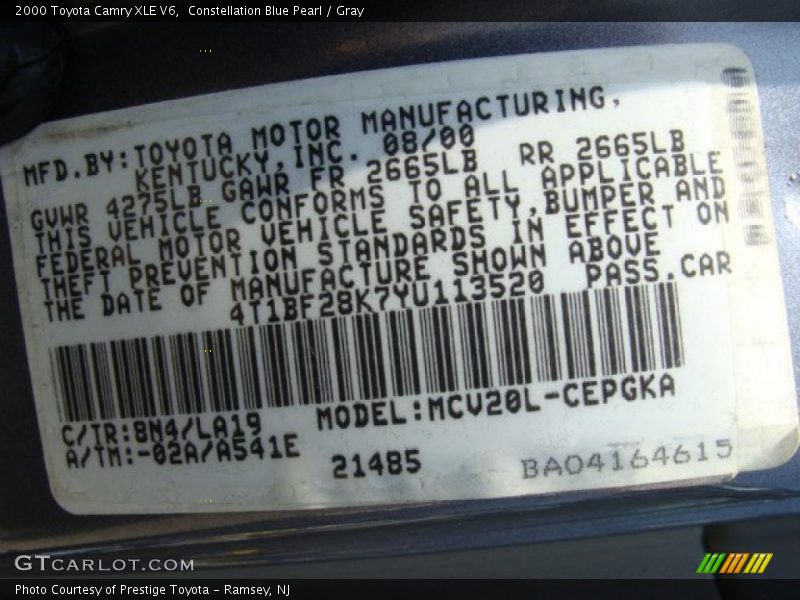 2000 Toyota Camry XLE V6,  Constellation Blue Pearl / Gray
MFD.BY:TOYOTA MOTOR MANUFACTURING,
KENTUCKY,INC. 08/00
GVWR 4275LB GAWR FR 2665LB RR 2665LB
THIS VEHICLE CONFORMS TO ALL APPLICABLE
FEDERAL MOTOR VEHICLE SAFETY,BUMPER AND
THEFT PREVENTION STANDARDS IN EFFECT ON
THE DATE OF MANUFACTURE SHOWN ABOVE
4T1BF28K7YU113520 PASS.CAR
C/TR:8N4/LA19 MODEL:MCV20L-CEPGKA
A/TM:-02A/A541E
21485 BA04164615
GTCARLOT.COM
Photo Courtesy of Prestige Toyota - Ramsey, NJ